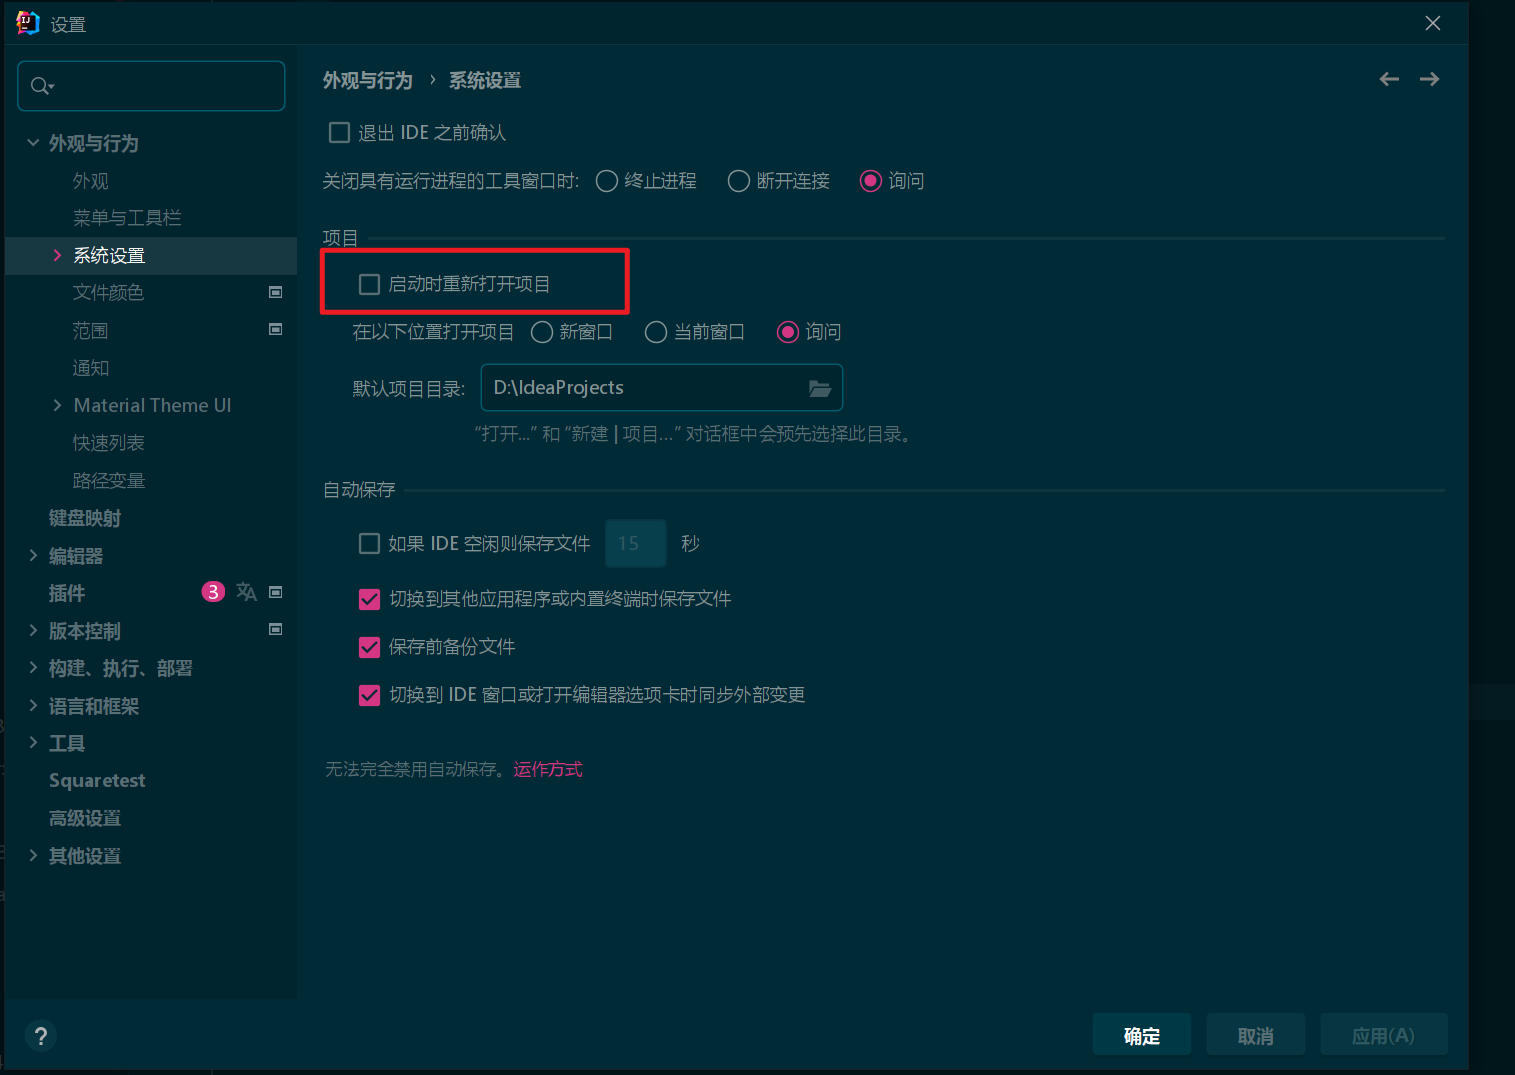 设置
外观与行为
外观
菜单与工具栏
系统设置
文件颜色
范围
通知
Material Theme UI
快速列表
路径变量
键盘映射
编辑器
插件 3
版本控制
构建、执行、部署
语言和框架
工具
Squaretest
高级设置
其他设置
外观与行为 › 系统设置
退出 IDE 之前确认
关闭具有运行进程的工具窗口时: 终止进程 断开连接 询问
项目
启动时重新打开项目
在以下位置打开项目 新窗口 当前窗口 询问
默认项目目录: D:\IdeaProjects
“打开...” 和 “新建 | 项目...” 对话框中会预先选择此目录。
自动保存
如果 IDE 空闲则保存文件 15 秒
切换到其他应用程序或内置终端时保存文件
保存前备份文件
切换到 IDE 窗口或打开编辑器选项卡时同步外部变更
无法完全禁用自动保存。运作方式
? 确定 取消 应用(A)